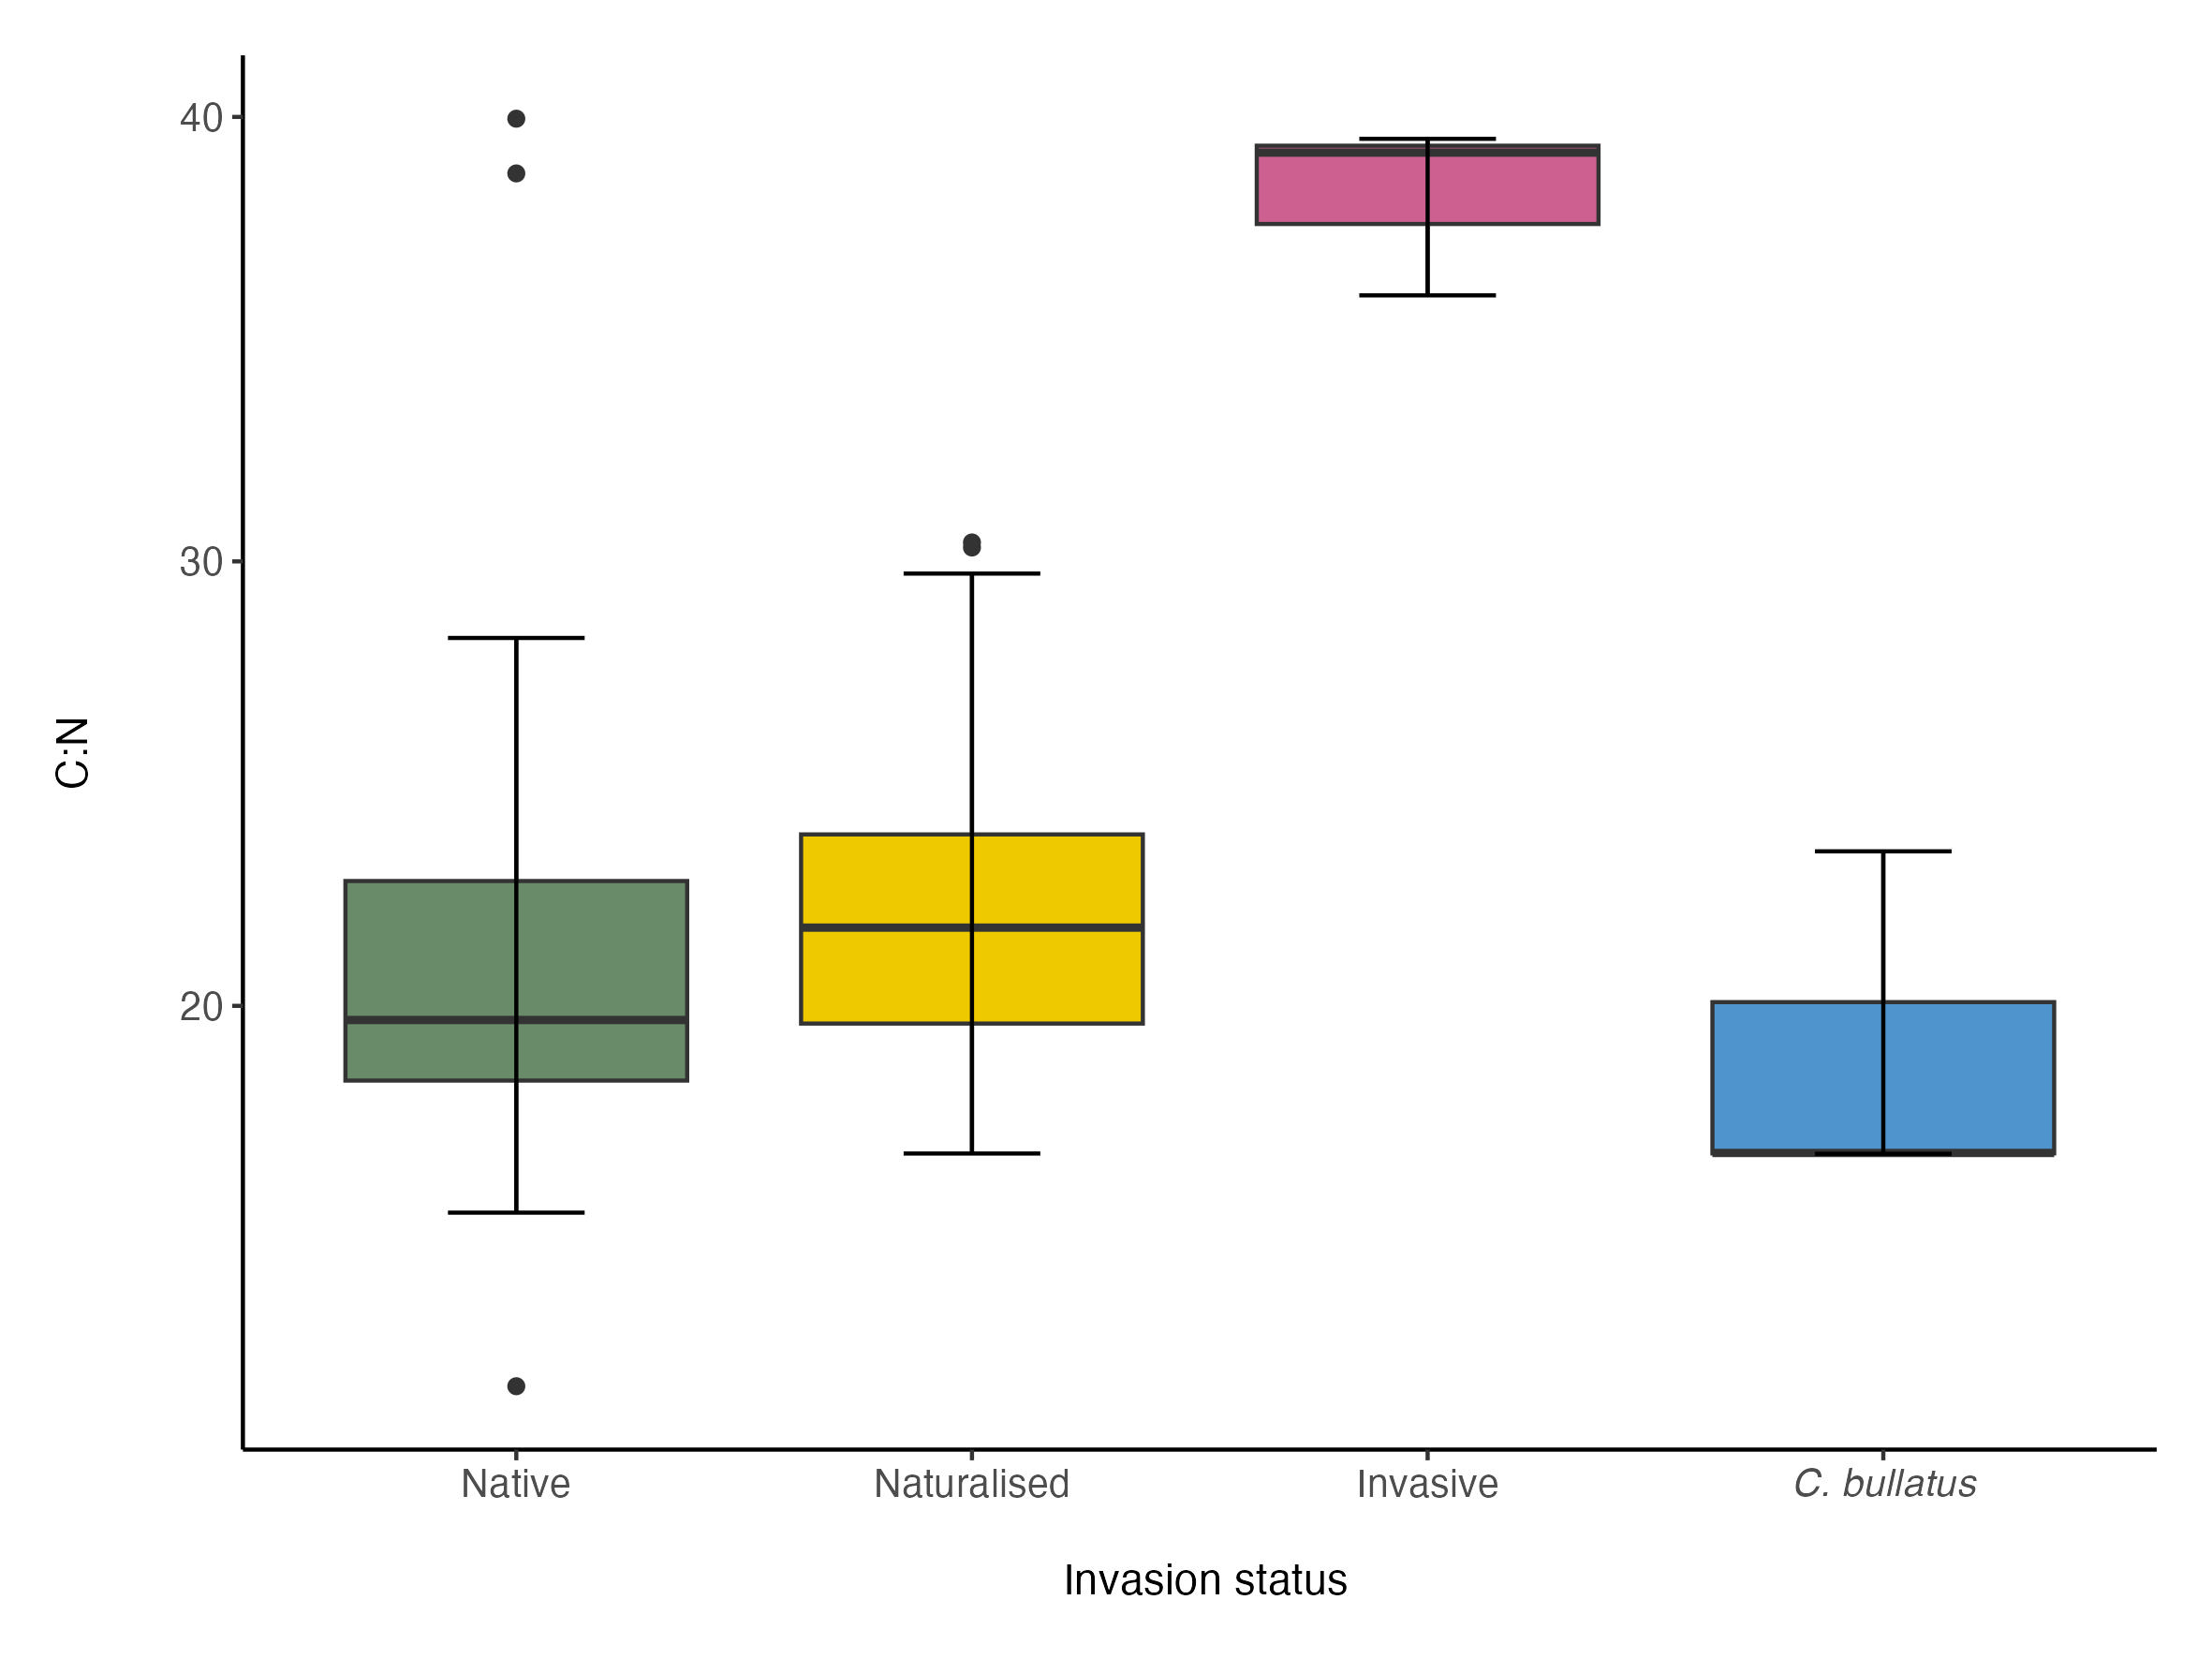 40
30
20
C:N
Native
Naturalised
Invasive
C. bullatus
Invasion status